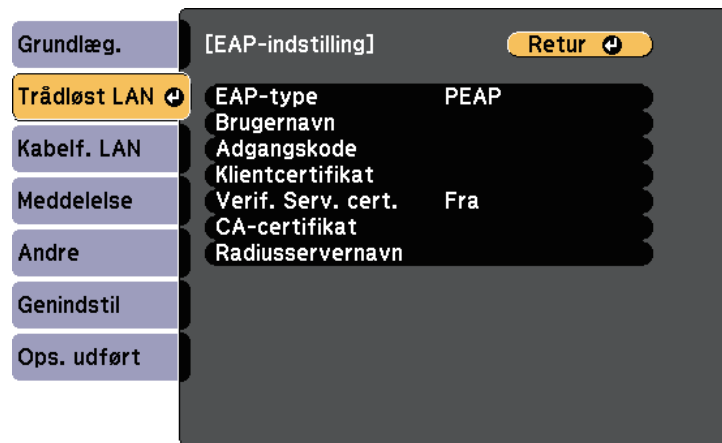 Grundlæg.
Trådløst LAN
Kabelf. LAN
Meddelelse
Andre
Genindstil
Ops. udført
[EAP-indstilling]
Retur
EAP-type PEAP
Brugernavn
Adgangskode
Klientcertifikat
Verif. Serv. cert. Fra
CA-certifikat
Radiusservernavn